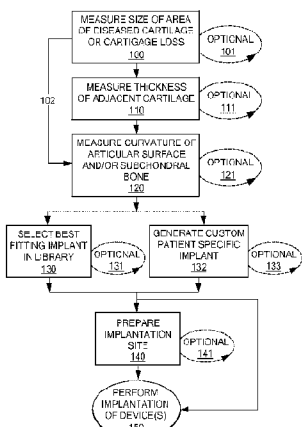 MEASURE SIZE OF AREA
OF DISEASED CARTILAGE
OR CARTIGAGE LOSS
100
OPTIONAL
101
102
MEASURE THICKNESS
OF ADJACENT CARTILAGE
110
OPTIONAL
111
MEASURE CURVATURE OF
ARTICULAR SURFACE
AND/OR SUBCHONDRAL
BONE
120
OPTIONAL
121
SELECT BEST
FITTING IMPLANT
IN LIBRARY
130
OPTIONAL
131
GENERATE CUSTOM
PATIENT SPECIFIC
IMPLANT
132
OPTIONAL
133
PREPARE
IMPLANTATION
SITE
140
OPTIONAL
141
PERFORM
IMPLANTATION
OF DEVICE(S)
150